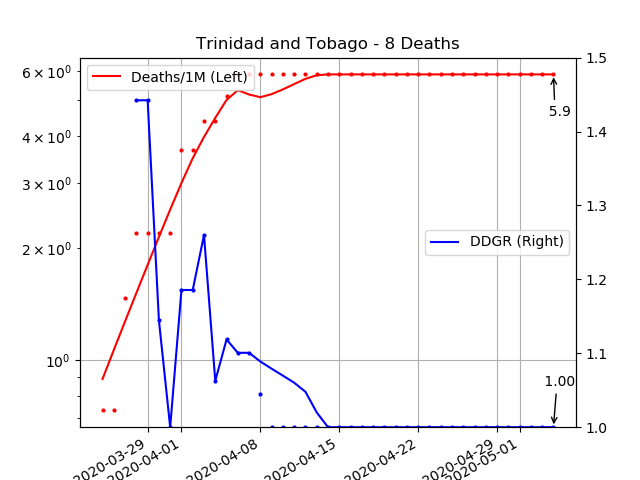 Trinidad and Tobago - 8 Deaths
Deaths/1M (Left)
DDGR (Right)
6 × 10⁰
4 × 10⁰
3 × 10⁰
2 × 10⁰
10⁰
1.5
1.4
1.3
1.2
1.1
1.0
5.9
1.00
2020-03-29
2020-04-01
2020-04-08
2020-04-15
2020-04-22
2020-04-29
2020-05-01